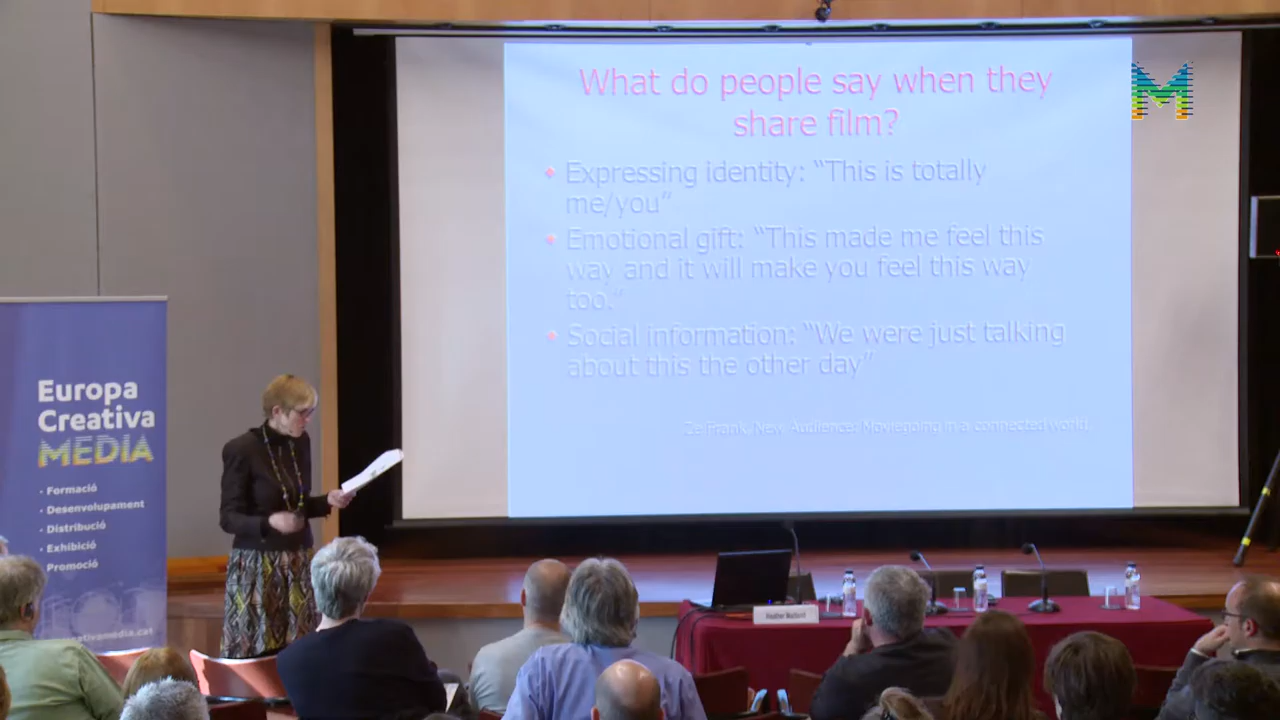 What do people say when they
share film?
Expressing identity: “This is totally
me/you”
Emotional gift: “This made me feel this
way and it will make you feel this way
too.”
Social information: “We were just talking
about this the other day”
Ze Frank, New Audience: Moviegoing in a connected world
M
Europa
Creativa
MEDIA
· Formació
· Desenvolupament
· Distribució
· Exhibició
· Promoció
creativamedia.cat